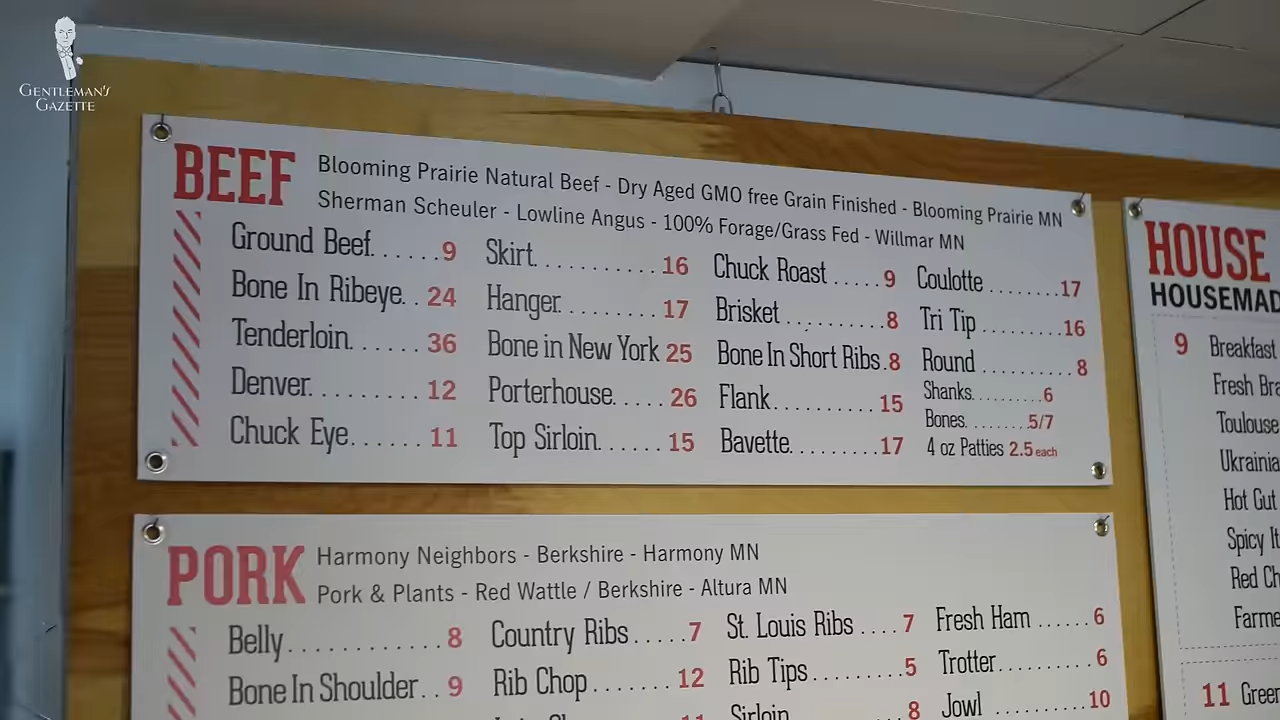 GENTLEMAN'S
GAZETTE
BEEF
Blooming Prairie Natural Beef - Dry Aged GMO free Grain Finished - Blooming Prairie MN
Sherman Scheuler - Lowline Angus - 100% Forage/Grass Fed - Willmar MN
Ground Beef.......9
Bone In Ribeye. . 24
Tenderloin. . . . . . 36
Denver. . . . . . . . . 12
Chuck Eye. . . . . . 11
Skirt. . . . . . . . . . . 16
Hanger. . . . . . . . . 17
Bone in New York 25
Porterhouse. . . . . 26
Top Sirloin. . . . . . 15
Chuck Roast . . . . . 9
Brisket . . . . . . . . . . 8
Bone In Short Ribs . 8
Flank. . . . . . . . . . 15
Bavette. . . . . . . . . 17
Coulotte . . . . . . . . 17
Tri Tip . . . . . . . . . 16
Round . . . . . . . . . . 8
Shanks. . . . . . . . . . 6
Bones. . . . . . . . 5/7
4 oz Patties 2.5 each
PORK
Harmony Neighbors - Berkshire - Harmony MN
Pork & Plants - Red Wattle / Berkshire - Altura MN
Belly. . . . . . . . . . . . 8
Bone In Shoulder. . 9
Country Ribs . . . . . 7
Rib Chop . . . . . . . 12
11
St. Louis Ribs . . . . 7
Rib Tips . . . . . . . . 5
Sirloin 8
Fresh Ham . . . . . . 6
Trotter. . . . . . . . . . 6
Jowl . . . . . . . . . . 10
HOUSE
HOUSEMAD
9 Breakfast
Fresh Bra
Toulouse
Ukrainia
Hot Gut
Spicy It
Red Ch
Farme
11 Green